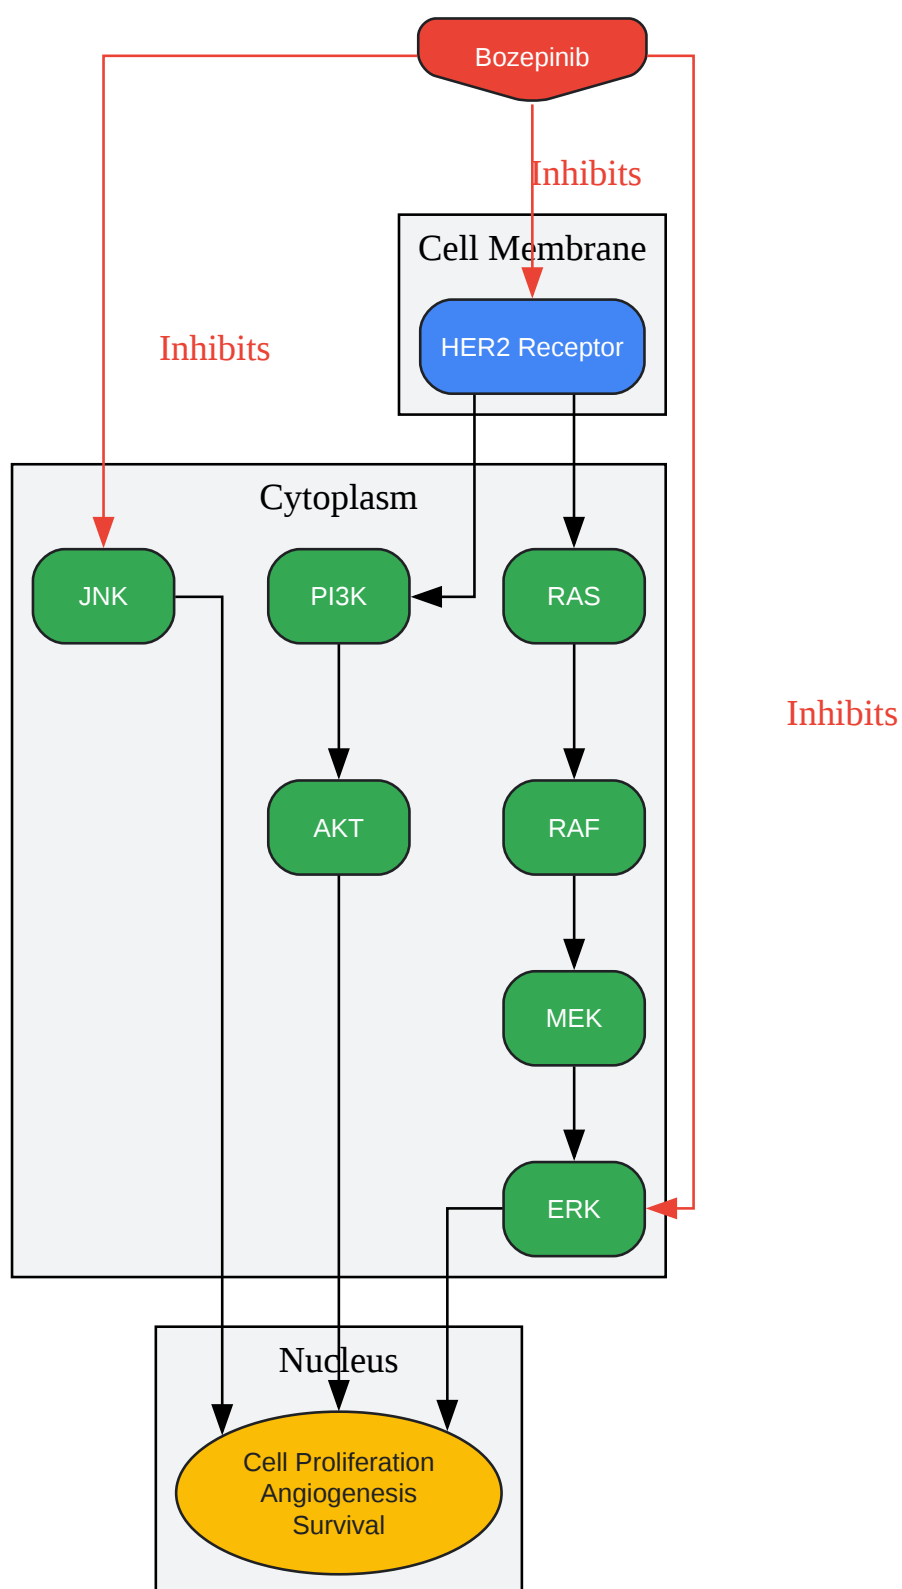 Bozepinib
Inhibits
Cell Membrane
HER2 Receptor
Inhibits
Cytoplasm
JNK
PI3K
RAS
Inhibits
AKT
RAF
MEK
ERK
Nucleus
Cell Proliferation
Angiogenesis
Survival